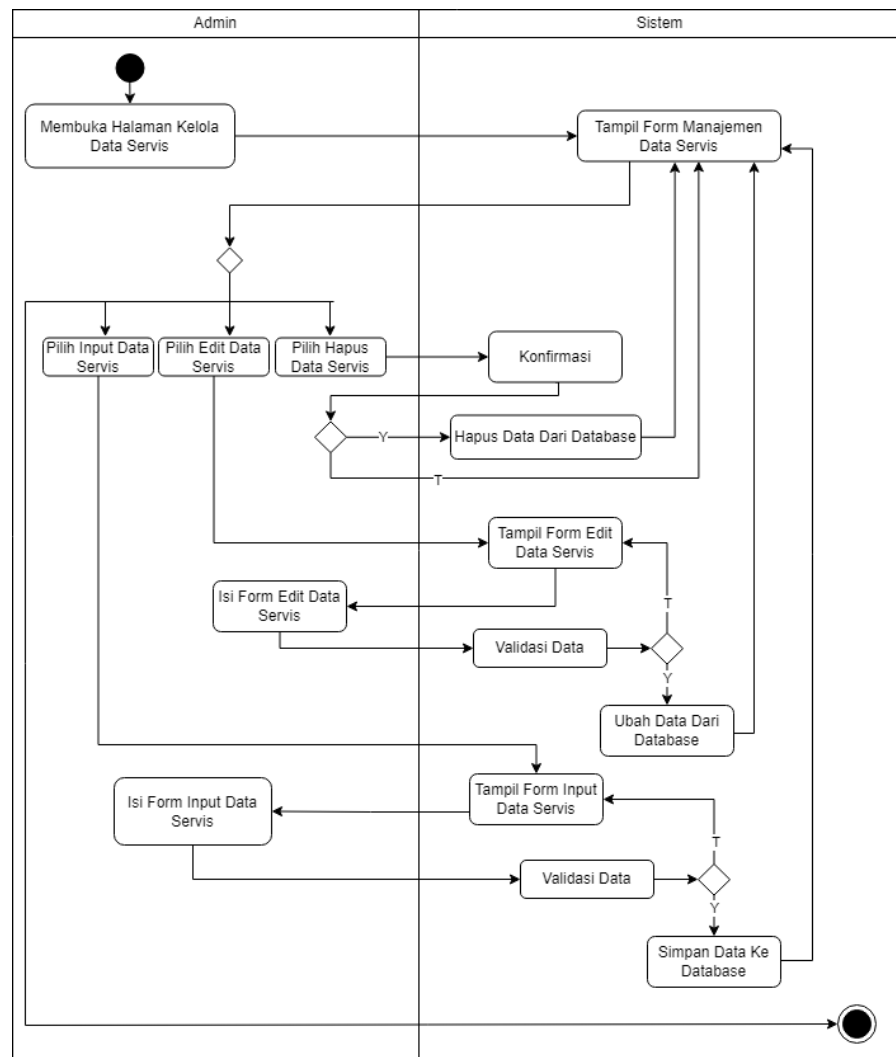 Admin
Sistem
Membuka Halaman Kelola
Data Servis
Tampil Form Manajemen
Data Servis
Pilih Input Data
Servis
Pilih Edit Data
Servis
Pilih Hapus
Data Servis
Konfirmasi
Y
Hapus Data Dari Database
T
Tampil Form Edit
Data Servis
Isi Form Edit Data
Servis
T
Validasi Data
Y
Ubah Data Dari
Database
Tampil Form Input
Data Servis
Isi Form Input Data
Servis
T
Validasi Data
Y
Simpan Data Ke
Database